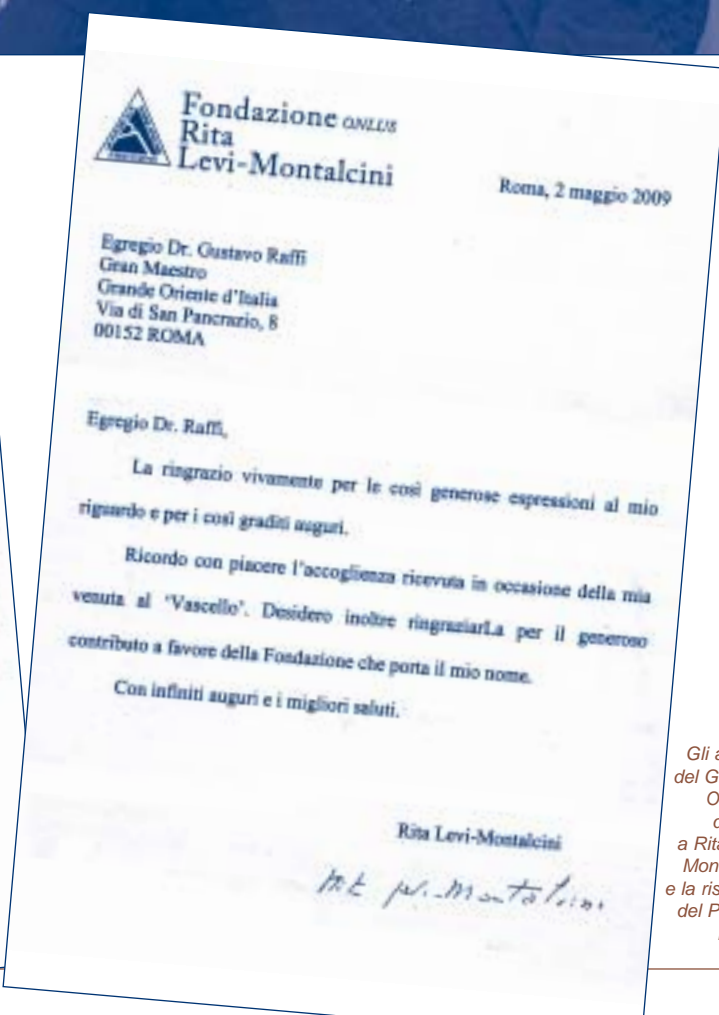 Fondazione ONLUS
Rita
Levi-Montalcini
Roma, 2 maggio 2009
Egregio Dr. Gustavo Raffi
Gran Maestro
Grande Oriente d'Italia
Via di San Pancrazio, 8
00152 ROMA
Egregio Dr. Raffi,
La ringrazio vivamente per le così generose espressioni al mio
riguardo e per i così graditi auguri.
Ricordo con piacere l'accoglienza ricevuta in occasione della mia
venuta al 'Vascello'. Desidero inoltre ringraziarLa per il generoso
contributo a favore della Fondazione che porta il mio nome.
Con infiniti auguri e i migliori saluti.
Rita Levi-Montalcini
Gli
del
a Rita
e la
del